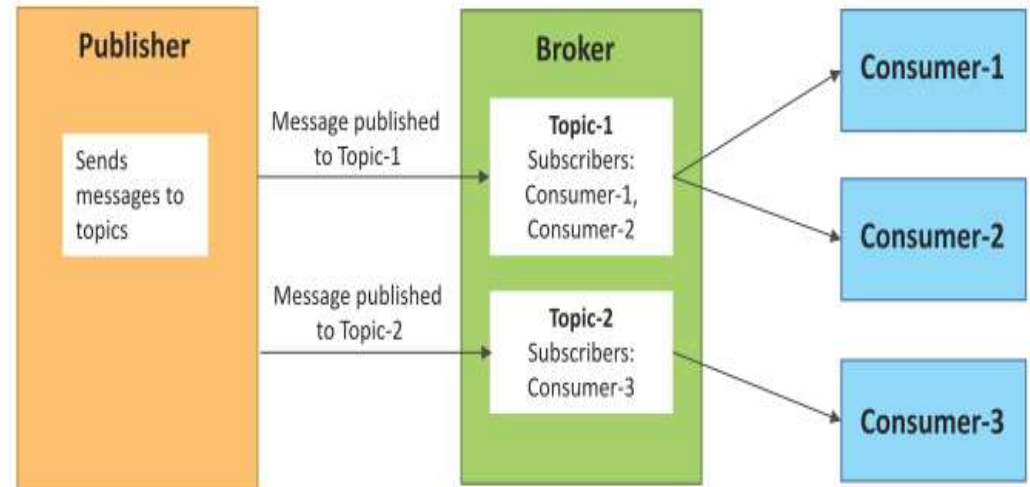 Publisher
Sends
messages to
topics
Message published
to Topic-1
Message published
to Topic-2
Broker
Topic-1
Subscribers:
Consumer-1,
Consumer-2
Topic-2
Subscribers:
Consumer-3
Consumer-1
Consumer-2
Consumer-3